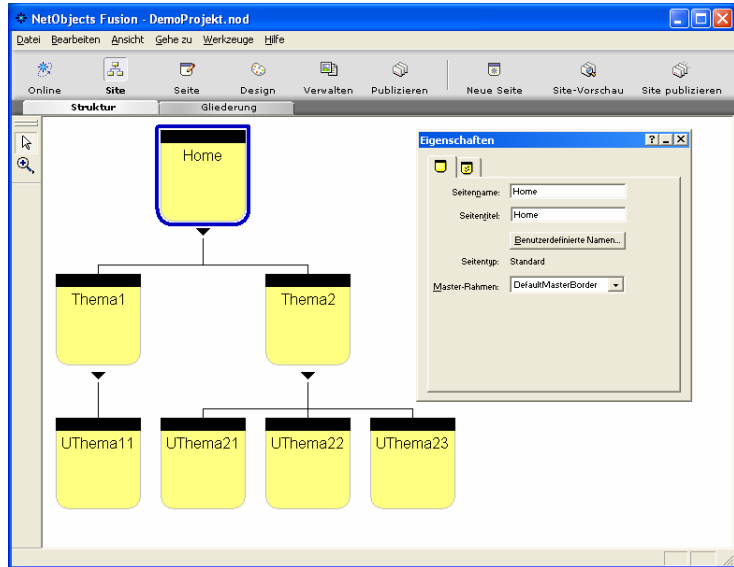 NetObjects Fusion - DemoProjekt.nod
Datei Bearbeiten Ansicht Gehe zu Werkzeuge Hilfe
Online Site Seite Design Verwalten Publizieren Neue Seite Site-Vorschau Site publizieren
Struktur Gliederung
Home
Thema1 Thema2
UThema11 UThema21 UThema22 UThema23
Eigenschaften
Seitenname: Home
Seitentitel: Home
Benutzerdefinierte Namen...
Seitentyp: Standard
Master-Rahmen: DefaultMasterBorder